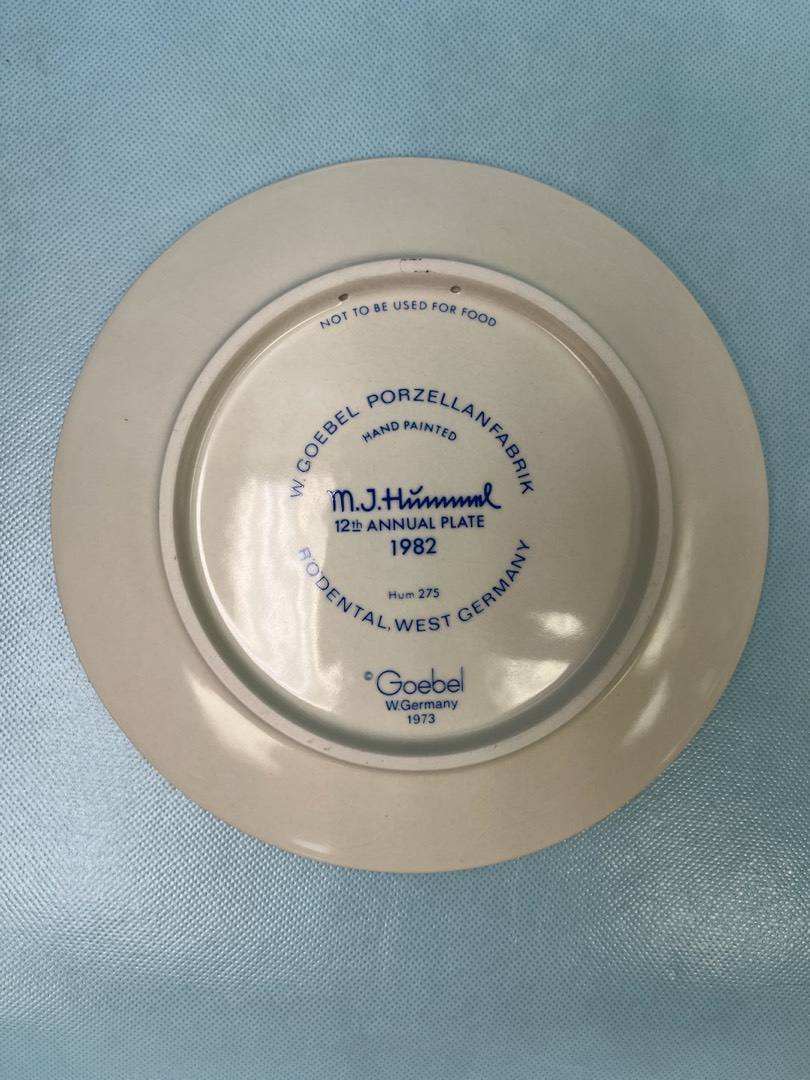 NOT TO BE USED FOR FOOD
W. GOEBEL PORZELLANFABRIK
HAND PAINTED
M.J.Hummel
12th ANNUAL PLATE
1982
Hum 275
RÖDENTAL, WEST GERMANY
© Goebel
W.Germany
1973